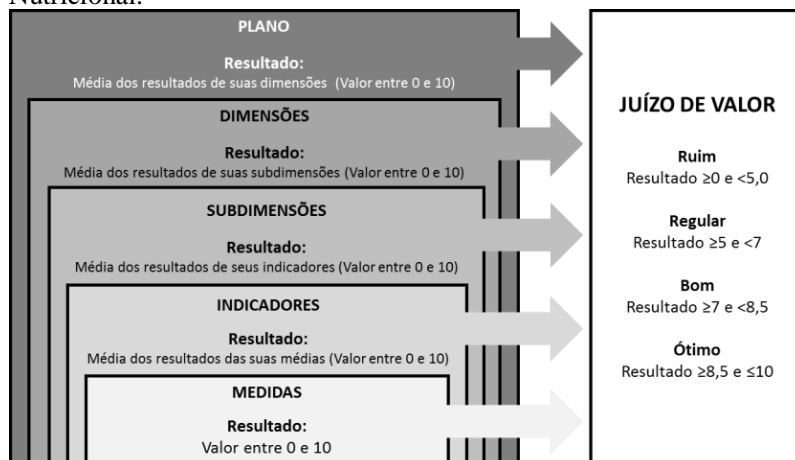 Nutricional.
PLANO
Resultado:
Média dos resultados de suas dimensões (Valor entre 0 e 10)
DIMENSÕES
Resultado:
Média dos resultados de suas subdimensões (Valor entre 0 e 10)
SUBDIMENSÕES
Resultado:
Média dos resultados de seus indicadores (Valor entre 0 e 10)
INDICADORES
Resultado:
Média dos resultados das suas médias (Valor entre 0 e 10)
MEDIDAS
Resultado:
Valor entre 0 e 10
JUÍZO DE VALOR
Ruim
Resultado ≥0 e <5,0
Regular
Resultado ≥5 e <7
Bom
Resultado ≥7 e <8,5
Ótimo
Resultado ≥8,5 e ≤10